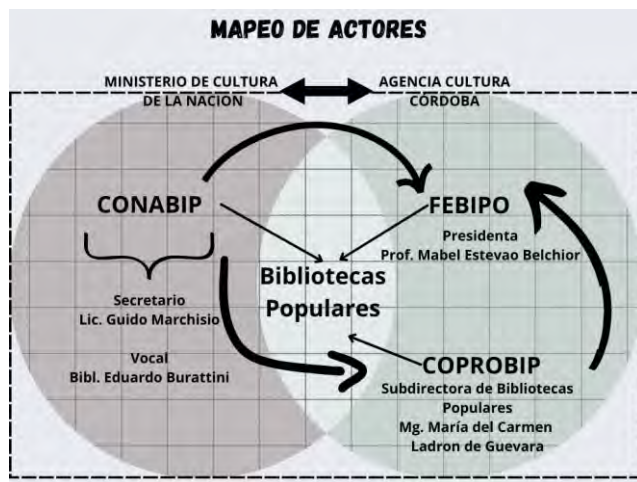 MAPEO DE ACTORES
MINISTERIO DE CULTURA
DE LA NACIÓN
AGENCIA CULTURA
CÓRDOBA
CONABIP
Secretario
Lic. Guido Marchisio
Vocal
Bibl. Eduardo Burattini
Bibliotecas
Populares
FEBIPO
Presidenta
Prof. Mabel Estevao Belchior
COPROBIP
Subdirectora de Bibliotecas
Populares
Mg. María del Carmen
Ladron de Guevara